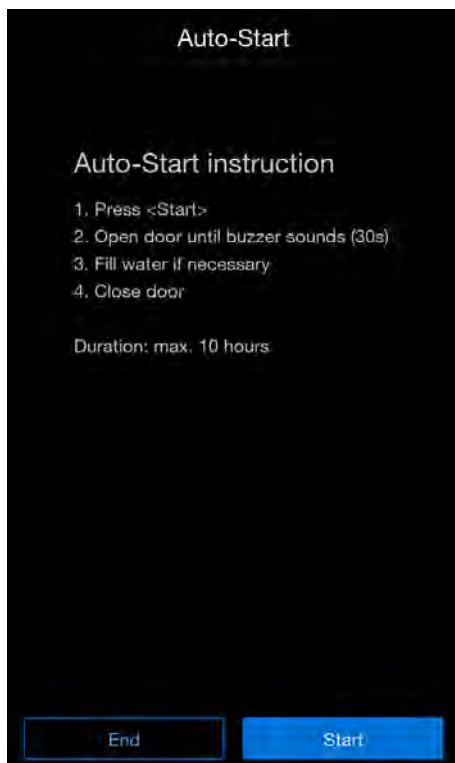 Auto-Start
Auto-Start instruction
1. Press <Start>
2. Open door until buzzer sounds (30s)
3. Fill water if necessary
4. Close door
Duration: max. 10 hours
End
Start